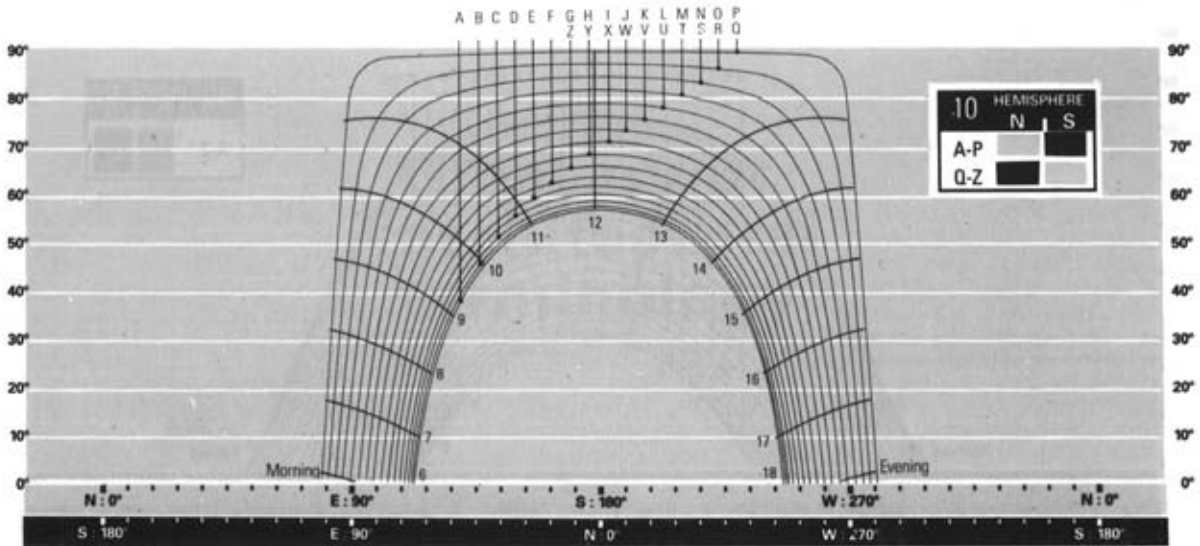 A B C D E F G H I J K L M N O P
Z Y X W V U T S R Q
90° 90°
10 HEMISPHERE
N S
80° 80°
A-P
70° 70°
Q-Z
60° 60°
11 12 13
50° 50°
10 14
40° 40°
9 15
30° 30°
8 16
20° 20°
7 17
10° 10°
Morning 6 18 Evening
0° 0°
N : 0° E : 90° S : 180° W : 270° N : 0°
S : 180° E : 90° N : 0° W : 270° S : 180°